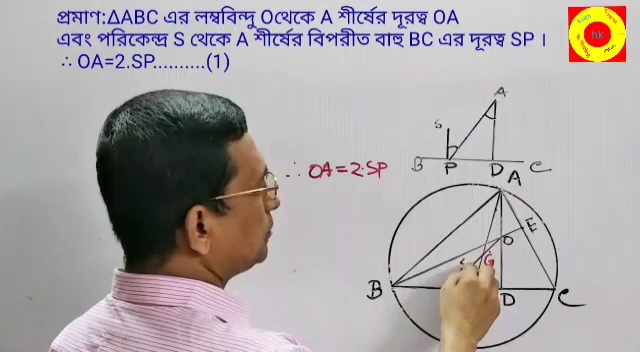 প্রমাণ:ΔABC এর লম্ববিন্দু Oথেকে A শীর্ষের দূরত্ব OA
এবং পরিকেন্দ্র S থেকে A শীর্ষের বিপরীত বাহু BC এর দূরত্ব SP ।
∴ OA=2.SP..........(1)
hk
A
S
B P D C
∴ OA=2.SP
A
E
O
S G
B D C